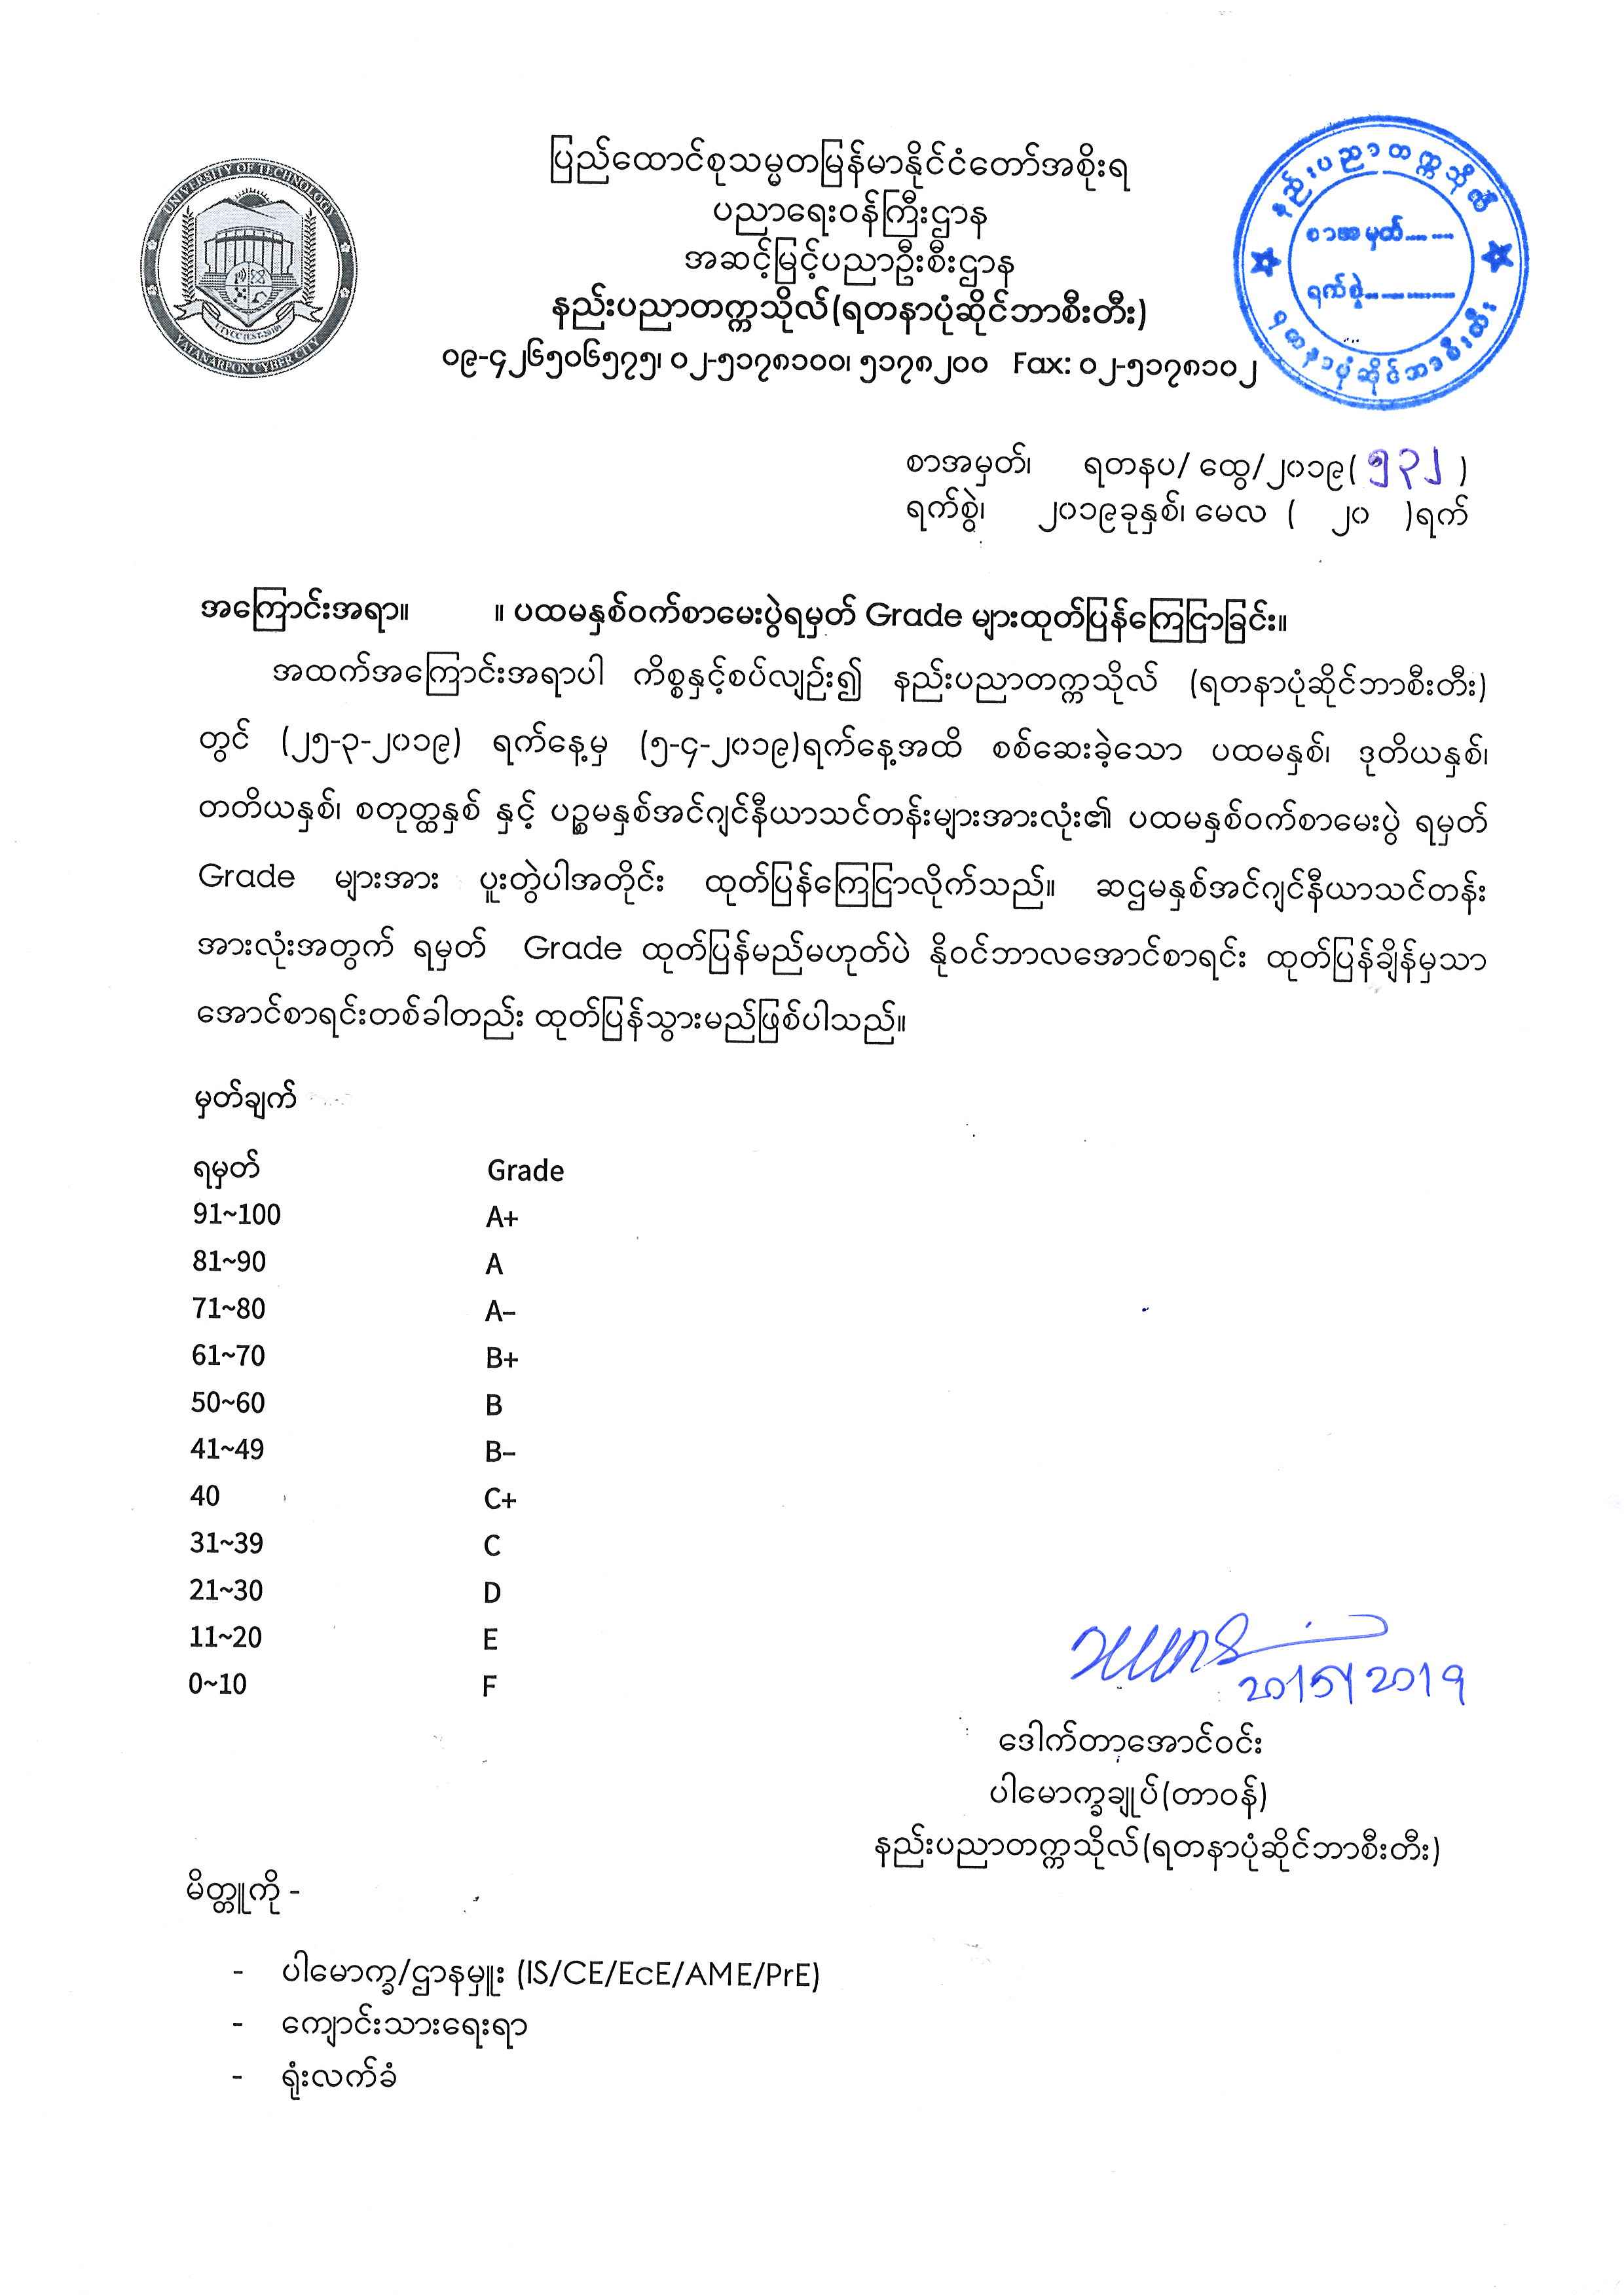 ပြည်ထောင်စုသမ္မတမြန်မာနိုင်ငံတော်အစိုးရ
ပညာရေးဝန်ကြီးဌာန
အဆင့်မြင့်ပညာဦးစီးဌာန
နည်းပညာတက္ကသိုလ်(ရတနာပုံဆိုင်ဘာစီးတီး)
၀၉-၄၂၆၅၀၆၅၇၅၊ ၀၂-၅၁၇၈၁၀၀၊ ၅၁၇၈၂၀၀ Fax: ၀၂-၅၁၇၈၁၀၂
UNIVERSITY OF TECHNOLOGY
YATANARPON CYBER CITY
နည်းပညာတက္ကသိုလ်
စာအမှတ်
ရက်စွဲ
ရတနာပုံဆိုင်ဘာစီးတီး
စာအမှတ်၊ ရတနပ/ ထွေ/၂၀၁၉( ၅၃၂ )
ရက်စွဲ၊ ၂၀၁၉ခုနှစ်၊ မေလ ( ၂၀ )ရက်
အကြောင်းအရာ။ ။ ပထမနှစ်ဝက်စာမေးပွဲရမှတ် Grade များထုတ်ပြန်ကြေငြာခြင်း။
အထက်အကြောင်းအရာပါ ကိစ္စနှင့်စပ်လျဉ်း၍ နည်းပညာတက္ကသိုလ် (ရတနာပုံဆိုင်ဘာစီးတီး)
တွင် (၂၅-၃-၂၀၁၉) ရက်နေ့မှ (၅-၄-၂၀၁၉)ရက်နေ့အထိ စစ်ဆေးခဲ့သော ပထမနှစ်၊ ဒုတိယနှစ်၊
တတိယနှစ်၊ စတုတ္ထနှစ် နှင့် ပဉ္စမနှစ်အင်ဂျင်နီယာသင်တန်းများအားလုံး၏ ပထမနှစ်ဝက်စာမေးပွဲ ရမှတ်
Grade များအား ပူးတွဲပါအတိုင်း ထုတ်ပြန်ကြေငြာလိုက်သည်။ ဆဌမနှစ်အင်ဂျင်နီယာသင်တန်း
အားလုံးအတွက် ရမှတ် Grade ထုတ်ပြန်မည်မဟုတ်ပဲ နိုဝင်ဘာလအောင်စာရင်း ထုတ်ပြန်ချိန်မှသာ
အောင်စာရင်းတစ်ခါတည်း ထုတ်ပြန်သွားမည်ဖြစ်ပါသည်။
မှတ်ချက်
ရမှတ် Grade
91~100 A+
81~90 A
71~80 A–
61~70 B+
50~60 B
41~49 B–
40 C+
31~39 C
21~30 D
11~20 E
0~10 F
20/5/2019
ဒေါက်တာအောင်ဝင်း
ပါမောက္ခချုပ်(တာဝန်)
နည်းပညာတက္ကသိုလ်(ရတနာပုံဆိုင်ဘာစီးတီး)
မိတ္တူကို -
- ပါမောက္ခ/ဌာနမှူး (IS/CE/EcE/AME/PrE)
- ကျောင်းသားရေးရာ
- ရုံးလက်ခံ